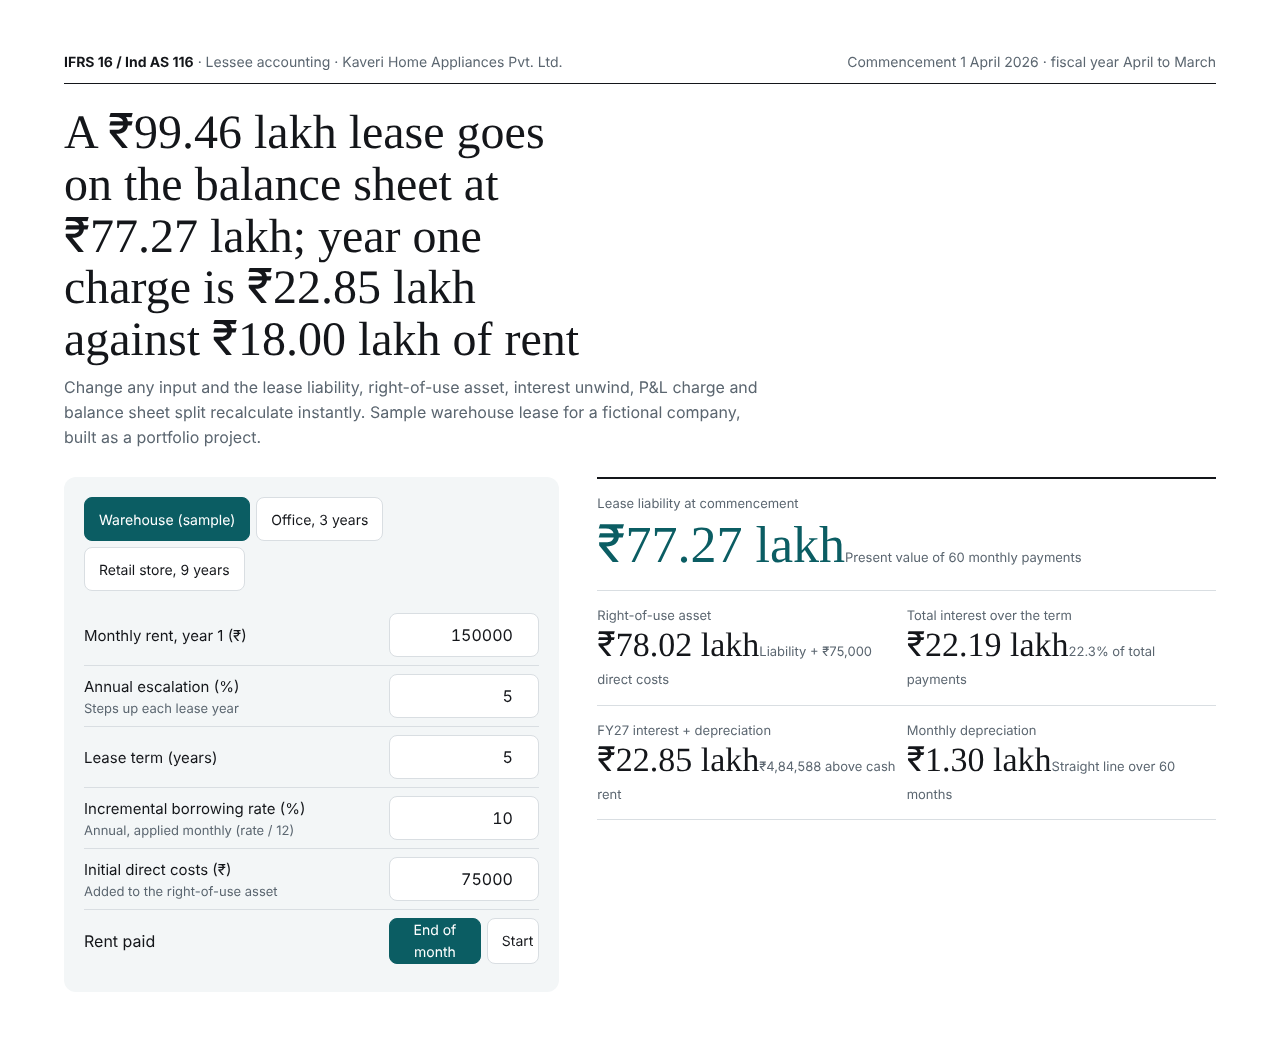 IFRS 16 / Ind AS 116 · Lessee accounting · Kaveri Home Appliances Pvt. Ltd.
Commencement 1 April 2026 · fiscal year April to March
A ₹99.46 lakh lease goes
on the balance sheet at
₹77.27 lakh; year one
charge is ₹22.85 lakh
against ₹18.00 lakh of rent
Change any input and the lease liability, right-of-use asset, interest unwind, P&L charge and
balance sheet split recalculate instantly. Sample warehouse lease for a fictional company,
built as a portfolio project.
Warehouse (sample)
Office, 3 years
Retail store, 9 years
Monthly rent, year 1 (₹)
150000
Annual escalation (%)
Steps up each lease year
5
Lease term (years)
5
Incremental borrowing rate (%)
Annual, applied monthly (rate / 12)
10
Initial direct costs (₹)
Added to the right-of-use asset
75000
Rent paid
End of
month
Start
Lease liability at commencement
₹77.27 lakh Present value of 60 monthly payments
Right-of-use asset
₹78.02 lakh Liability + ₹75,000
direct costs
Total interest over the term
₹22.19 lakh 22.3% of total
payments
FY27 interest + depreciation
₹22.85 lakh ₹4,84,588 above cash
rent
Monthly depreciation
₹1.30 lakh Straight line over 60
months